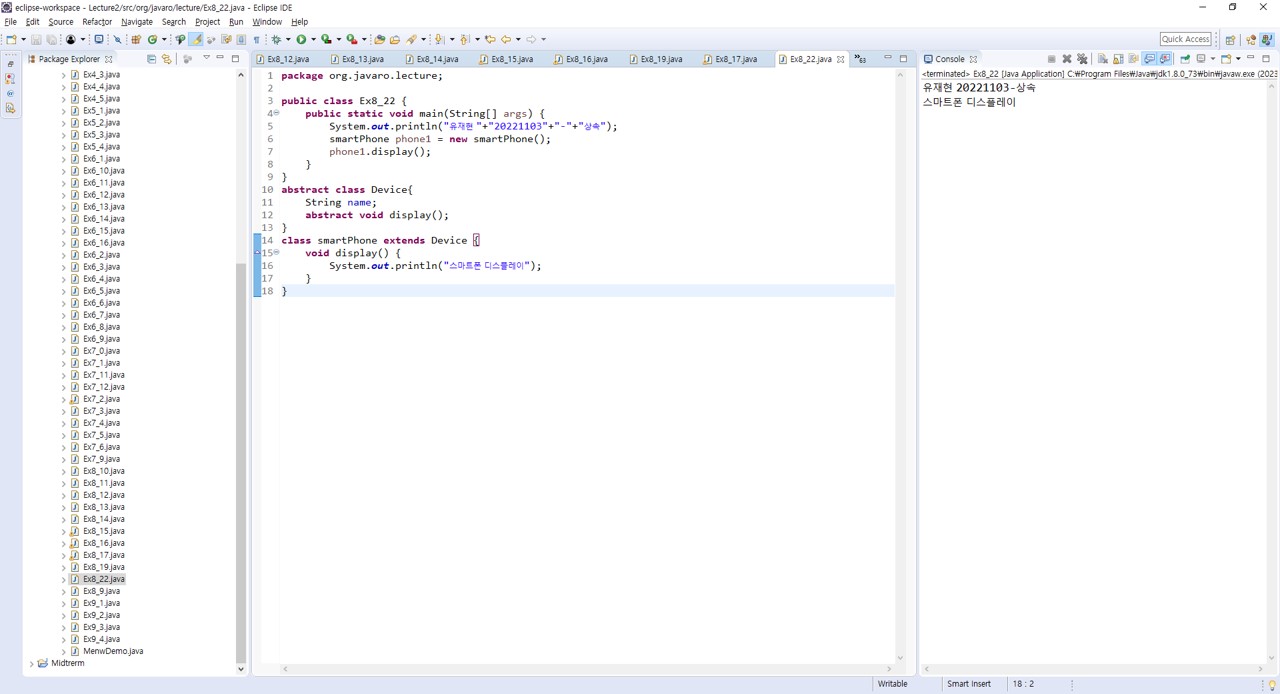 eclipse-workspace - Lecture2/src/org/javaro/lecture/Ex8_22.java - Eclipse IDE
File Edit Source Refactor Navigate Search Project Run Window Help
Quick Access
Package Explorer
Ex4_3.java
Ex4_4.java
Ex4_5.java
Ex5_1.java
Ex5_2.java
Ex5_3.java
Ex5_4.java
Ex6_1.java
Ex6_10.java
Ex6_11.java
Ex6_12.java
Ex6_13.java
Ex6_14.java
Ex6_15.java
Ex6_16.java
Ex6_2.java
Ex6_3.java
Ex6_4.java
Ex6_5.java
Ex6_6.java
Ex6_7.java
Ex6_8.java
Ex6_9.java
Ex7_0.java
Ex7_1.java
Ex7_11.java
Ex7_12.java
Ex7_2.java
Ex7_3.java
Ex7_4.java
Ex7_5.java
Ex7_6.java
Ex7_9.java
Ex8_10.java
Ex8_11.java
Ex8_12.java
Ex8_13.java
Ex8_14.java
Ex8_15.java
Ex8_16.java
Ex8_17.java
Ex8_19.java
Ex8_22.java
Ex8_9.java
Ex9_1.java
Ex9_2.java
Ex9_3.java
Ex9_4.java
MenwDemo.java
Midtrerm
Ex8_12.java Ex8_13.java Ex8_14.java Ex8_15.java Ex8_16.java Ex8_19.java Ex8_17.java Ex8_22.java »63
1 package org.javaro.lecture;
2
3 public class Ex8_22 {
4 public static void main(String[] args) {
5 System.out.println("유재현 "+"20221103"+"-"+"상속");
6 smartPhone phone1 = new smartPhone();
7 phone1.display();
8 }
9 }
10 abstract class Device{
11 String name;
12 abstract void display();
13 }
14 class smartPhone extends Device {
15 void display() {
16 System.out.println("스마트폰 디스플레이");
17 }
18 }
Console
<terminated> Ex8_22 [Java Application] C:₩Program Files₩Java₩jdk1.8.0_73₩bin₩javaw.exe (2023
유재현 20221103-상속
스마트폰 디스플레이
Writable Smart Insert 18 : 2